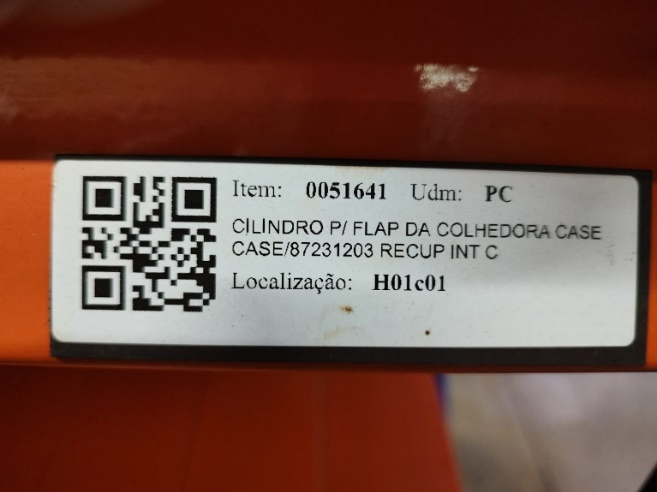 Item: 0051641 Udm: PC
CILINDRO P/ FLAP DA COLHEDORA CASE
CASE/87231203 RECUP INT C
Localização: H01c01